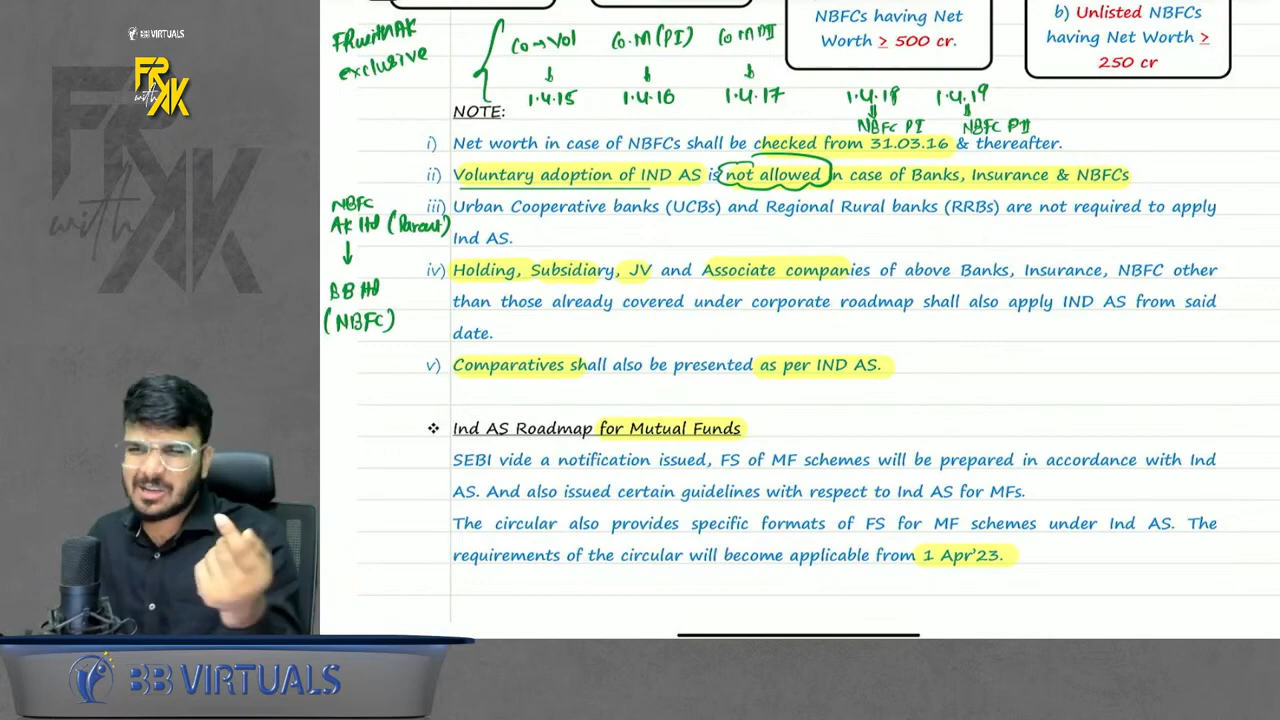 BB VIRTUALS
FR with AK
FR with AK
FRwithAK
exclusive
Co → Vol
Co. M (PI)
Co M PII
1.4.15
1.4.16
1.4.17
1.4.18
1.4.19
NBFC PI
NBFC PII
NBFCs having Net
Worth ≥ 500 cr.
b) Unlisted NBFCs
having Net Worth ≥
250 cr
NOTE:
i) Net worth in case of NBFCs shall be checked from 31.03.16 & thereafter.
ii) Voluntary adoption of IND AS is not allowed in case of Banks, Insurance & NBFCs
iii) Urban Cooperative banks (UCBs) and Regional Rural banks (RRBs) are not required to apply
Ind AS.
iv) Holding, Subsidiary, JV and Associate companies of above Banks, Insurance, NBFC other
than those already covered under corporate roadmap shall also apply IND AS from said
date.
v) Comparatives shall also be presented as per IND AS.
NBFC
AK Ltd (Parent)
BB Ltd
(NBFC)
❖ Ind AS Roadmap for Mutual Funds
SEBI vide a notification issued, FS of MF schemes will be prepared in accordance with Ind
AS. And also issued certain guidelines with respect to Ind AS for MFs.
The circular also provides specific formats of FS for MF schemes under Ind AS. The
requirements of the circular will become applicable from 1 Apr'23.
BB VIRTUALS